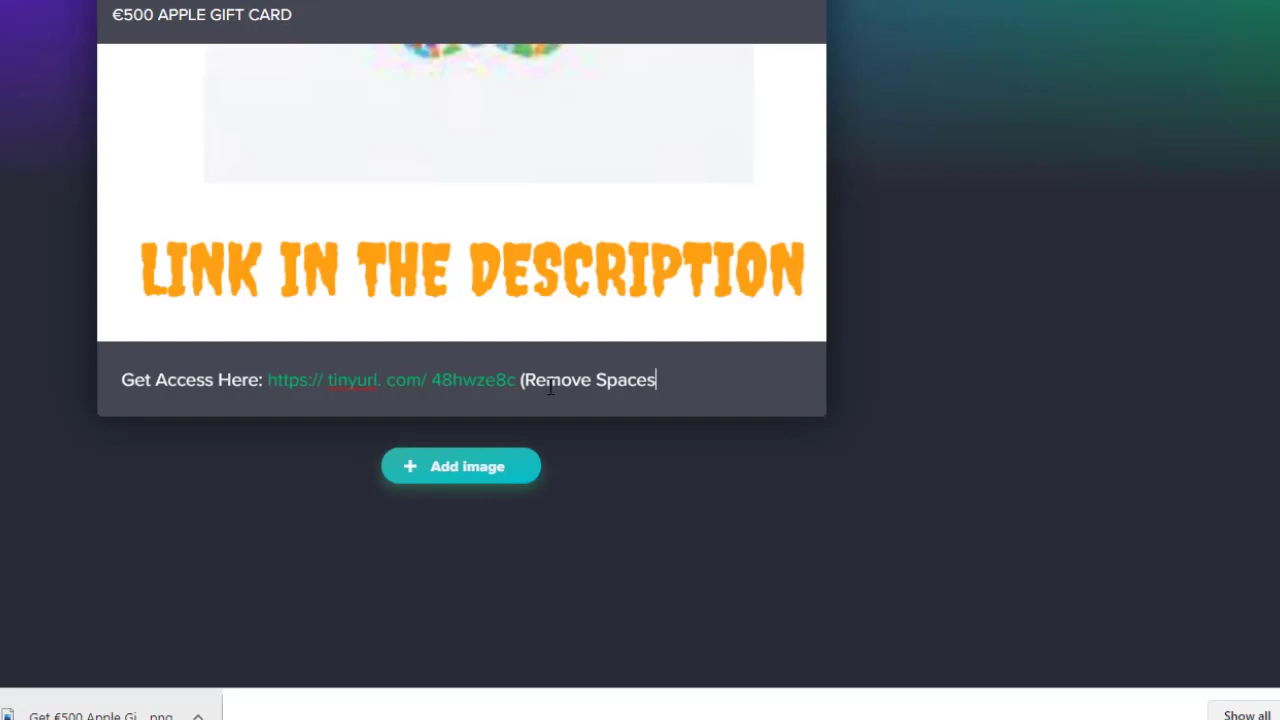 €500 APPLE GIFT CARD
LINK IN THE DESCRIPTION
Get Access Here: https:// tinyurl. com/ 48hwze8c (Remove Spaces
+ Add image
Get €500 Apple Gi....png
Show all